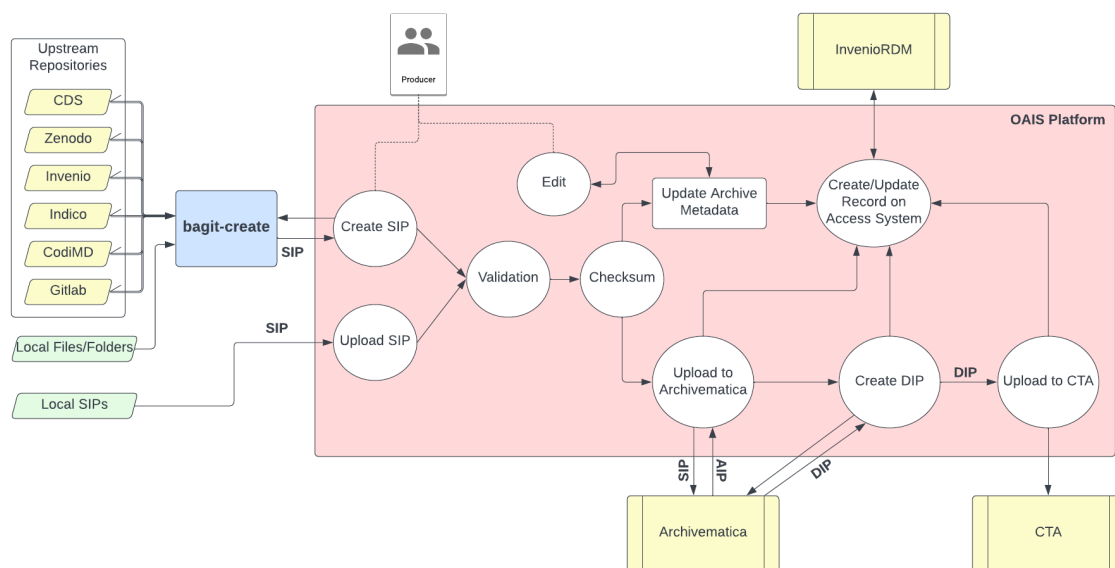 Upstream
Repositories
CDS
Zenodo
Invenio
Indico
CodiMD
Gitlab
Local Files/Folders
Local SIPs
bagit-create
SIP
SIP
Producer
OAIS Platform
InvenioRDM
Create SIP
Upload SIP
Validation
Checksum
Edit
Update Archive
Metadata
Create/Update
Record on
Access System
Upload to
Archivematica
Create DIP
DIP
Upload to CTA
SIP
AIP
DIP
Archivematica
CTA